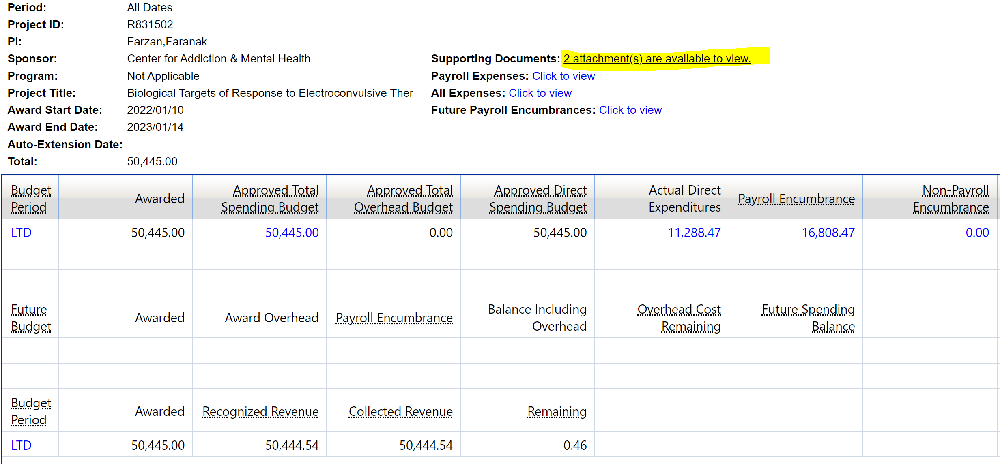 Period: All Dates
Project ID: R831502
PI: Farzan,Faranak
Sponsor: Center for Addiction & Mental Health Supporting Documents: 2 attachment(s) are available to view.
Program: Not Applicable Payroll Expenses: Click to view
Project Title: Biological Targets of Response to Electroconvulsive Ther All Expenses: Click to view
Award Start Date: 2022/01/10 Future Payroll Encumbrances: Click to view
Award End Date: 2023/01/14
Auto-Extension Date:
Total: 50,445.00
Budget Period Awarded Approved Total Spending Budget Approved Total Overhead Budget Approved Direct Spending Budget Actual Direct Expenditures Payroll Encumbrance Non-Payroll Encumbrance
LTD 50,445.00 50,445.00 0.00 50,445.00 11,288.47 16,808.47 0.00
Future Budget Awarded Award Overhead Payroll Encumbrance Balance Including Overhead Overhead Cost Remaining Future Spending Balance
Budget Period Awarded Recognized Revenue Collected Revenue Remaining
LTD 50,445.00 50,444.54 50,444.54 0.46